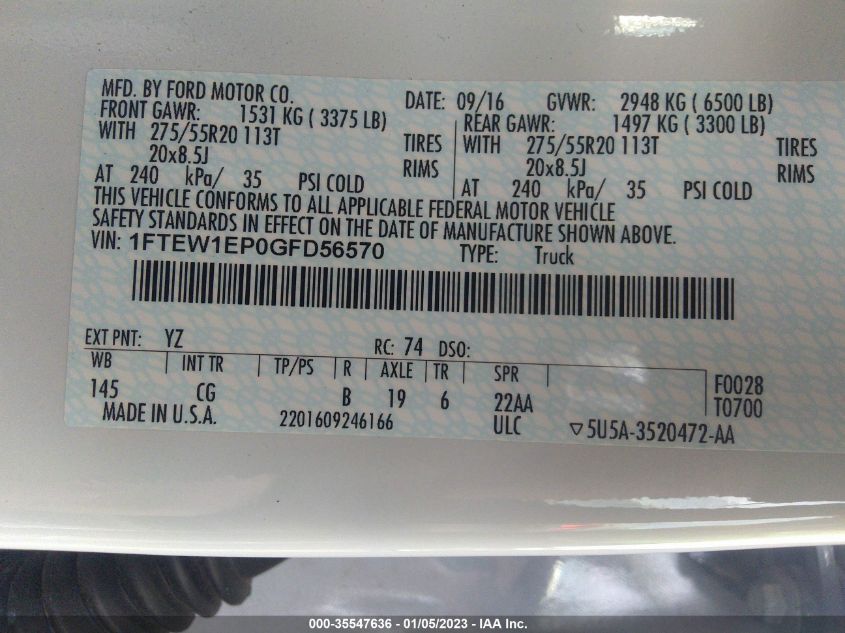 MFD. BY FORD MOTOR CO.
DATE: 09/16 GVWR: 2948 KG ( 6500 LB)
FRONT GAWR: 1531 KG ( 3375 LB)
REAR GAWR: 1497 KG ( 3300 LB)
WITH 275/55R20 113T TIRES
WITH 275/55R20 113T TIRES
20x8.5J RIMS
20x8.5J RIMS
AT 240 kPa/ 35 PSI COLD
AT 240 kPa/ 35 PSI COLD
THIS VEHICLE CONFORMS TO ALL APPLICABLE FEDERAL MOTOR VEHICLE
SAFETY STANDARDS IN EFFECT ON THE DATE OF MANUFACTURE SHOWN ABOVE.
VIN: 1FTEW1EP0GFD56570 TYPE: Truck
EXT PNT: YZ RC: 74 DSO:
WB INT TR TP/PS R AXLE TR SPR
145 CG B 19 6 22AA
F0028
T0700
MADE IN U.S.A. 2201609246166 ULC ▽5U5A-3520472-AA
000-35547636 - 01/05/2023 - IAA Inc.